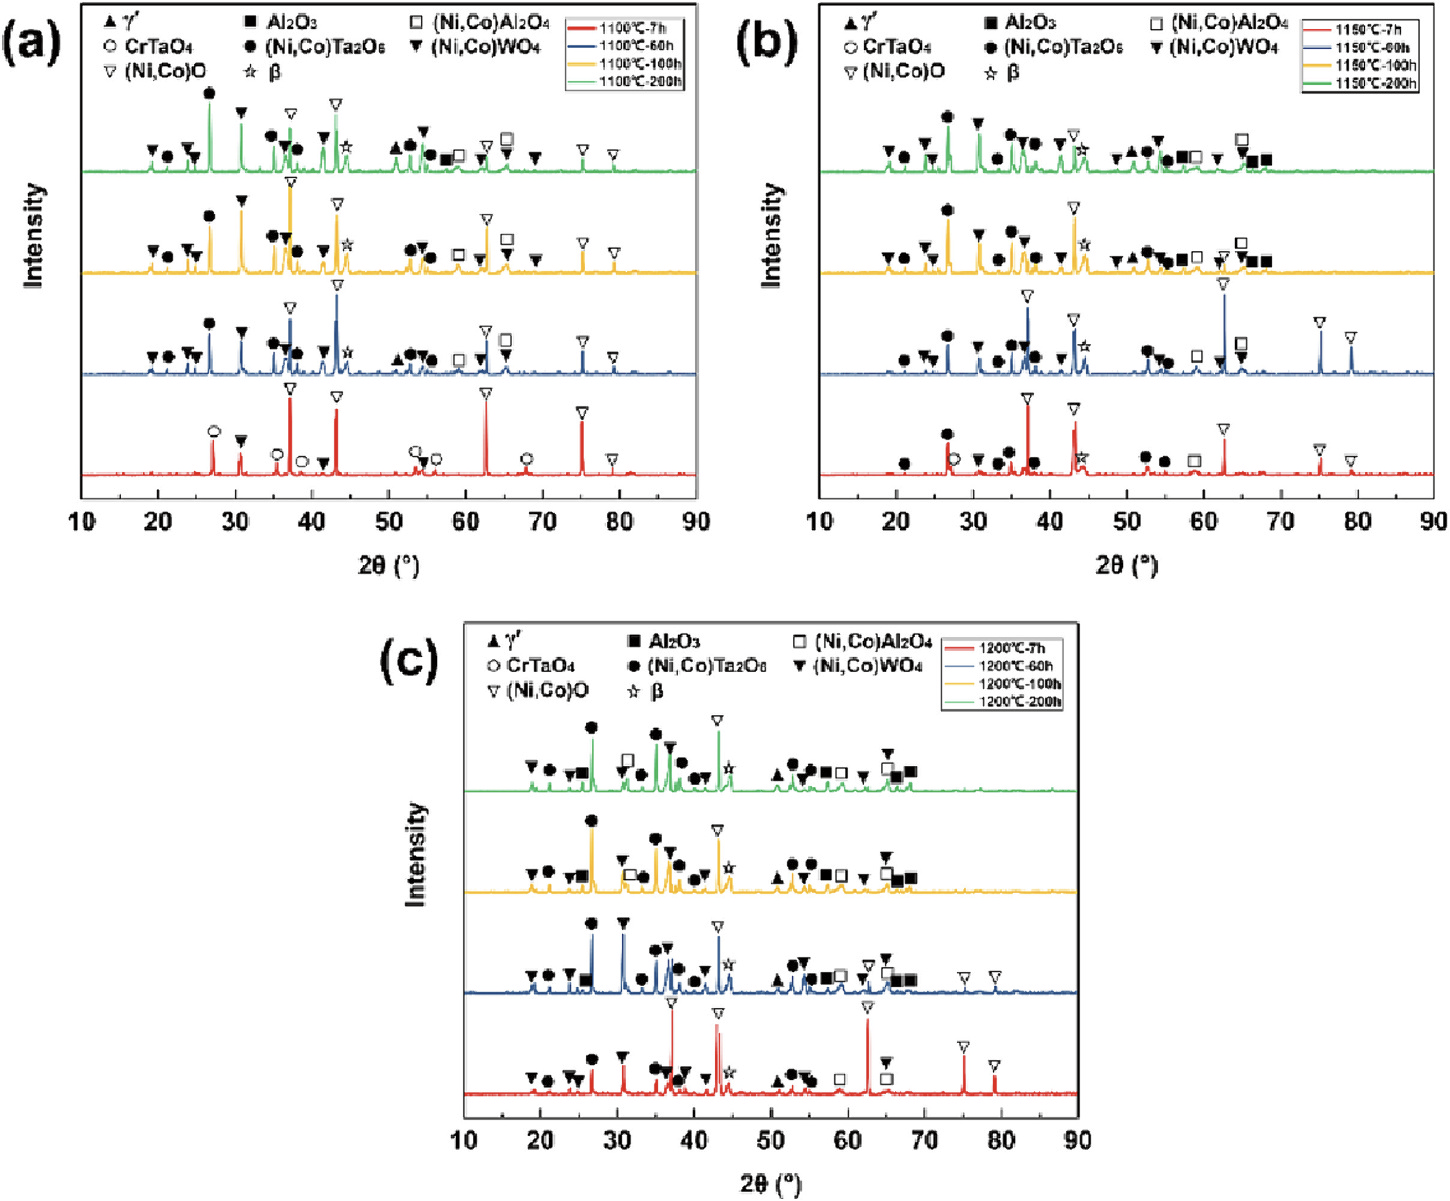 (a)
γ′ Al₂O₃ (Ni,Co)Al₂O₄
CrTaO₄ (Ni,Co)Ta₂O₆ (Ni,Co)WO₄
(Ni,Co)O β
1100℃-7h
1100℃-60h
1100℃-100h
1100℃-200h
Intensity
10 20 30 40 50 60 70 80 90
2θ (°)
(b)
γ′ Al₂O₃ (Ni,Co)Al₂O₄
CrTaO₄ (Ni,Co)Ta₂O₆ (Ni,Co)WO₄
(Ni,Co)O β
1150℃-7h
1150℃-60h
1150℃-100h
1150℃-200h
Intensity
10 20 30 40 50 60 70 80 90
2θ (°)
(c)
γ′ Al₂O₃ (Ni,Co)Al₂O₄
CrTaO₄ (Ni,Co)Ta₂O₆ (Ni,Co)WO₄
(Ni,Co)O β
1200℃-7h
1200℃-60h
1200℃-100h
1200℃-200h
Intensity
10 20 30 40 50 60 70 80 90
2θ (°)